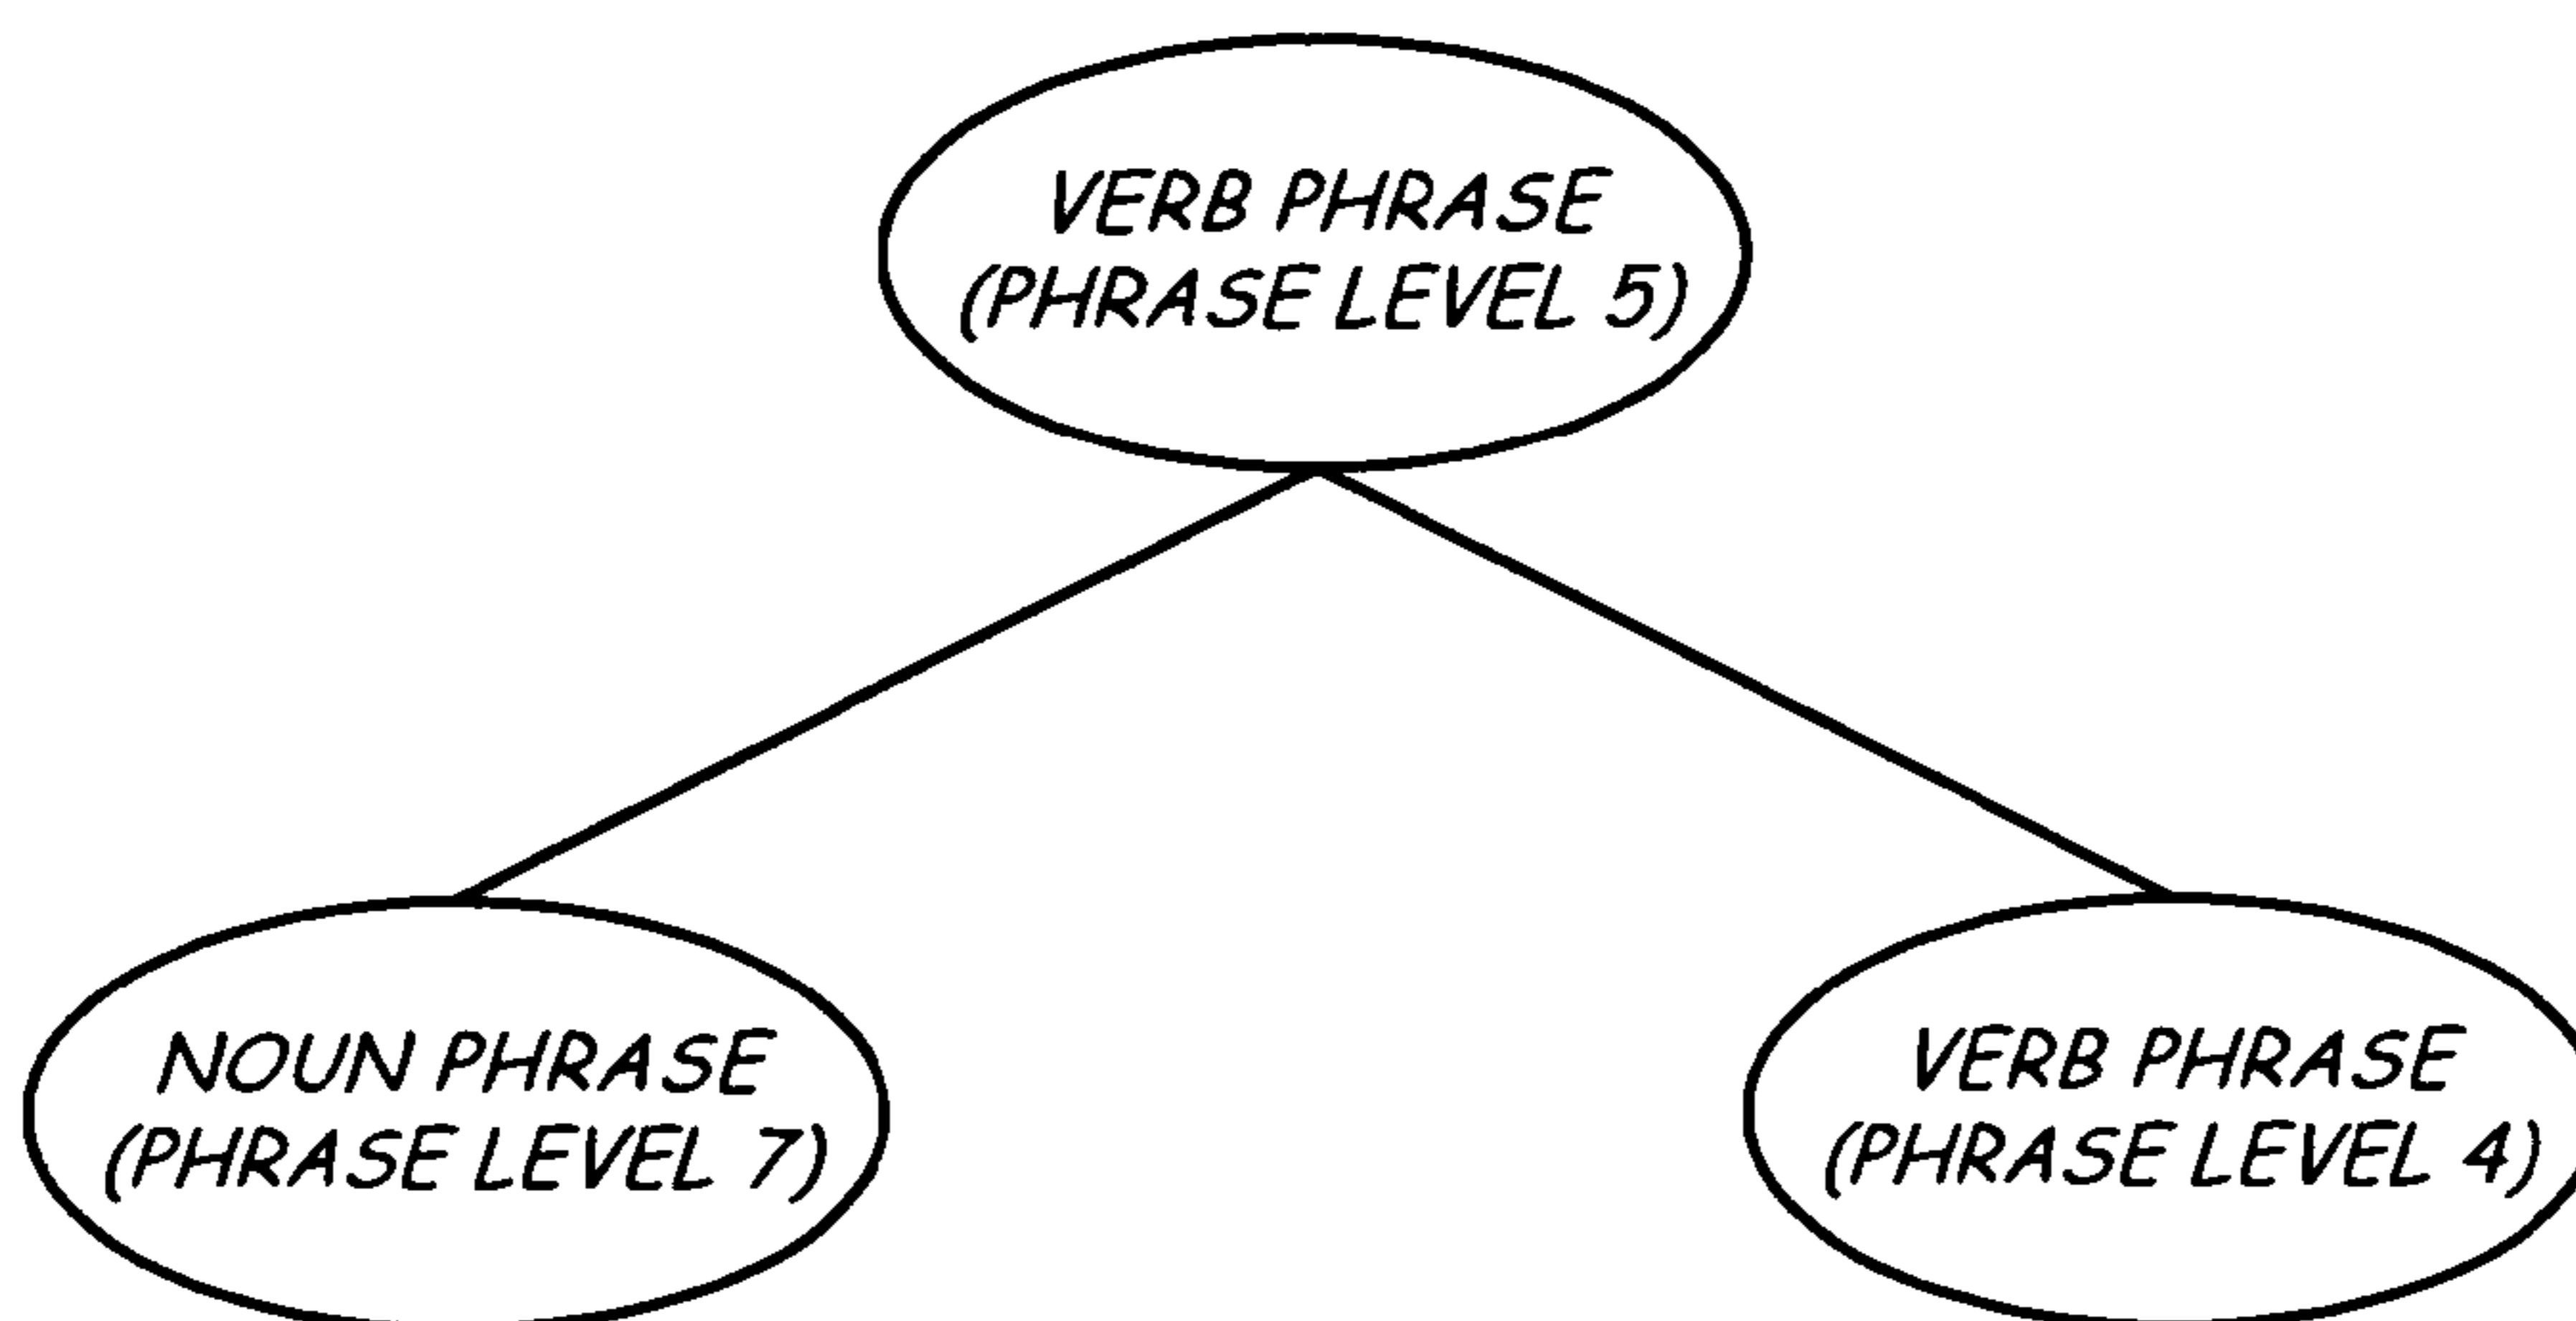 VERB PHRASE
(PHRASE LEVEL 5)
NOUN PHRASE
(PHRASE LEVEL 7)
VERB PHRASE
(PHRASE LEVEL 4)